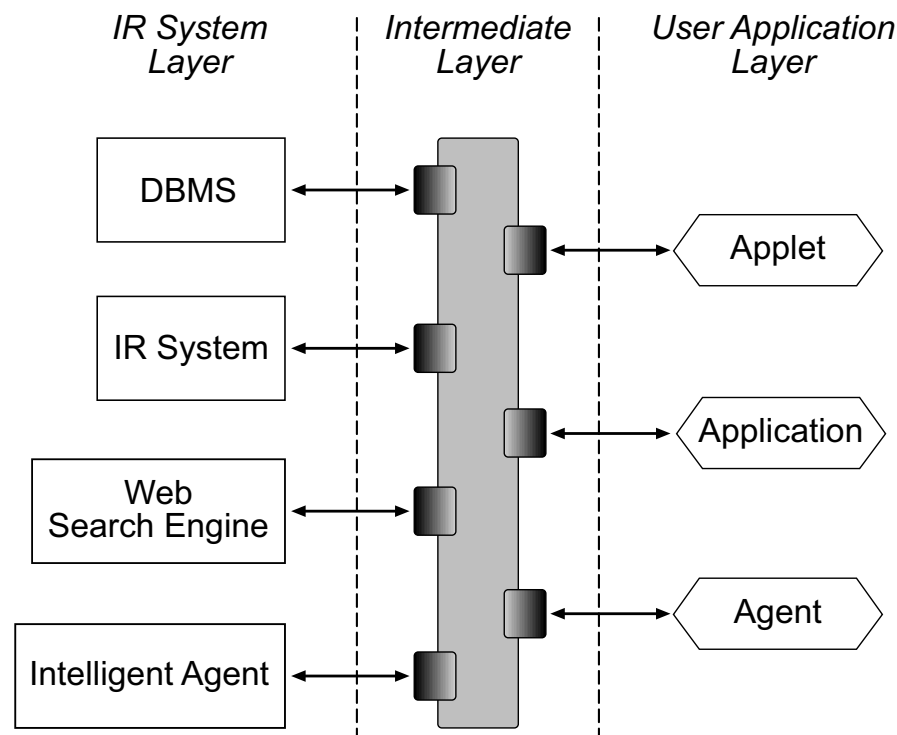 IR System
Layer
Intermediate
Layer
User Application
Layer
DBMS
Applet
IR System
Application
Web
Search Engine
Agent
Intelligent Agent